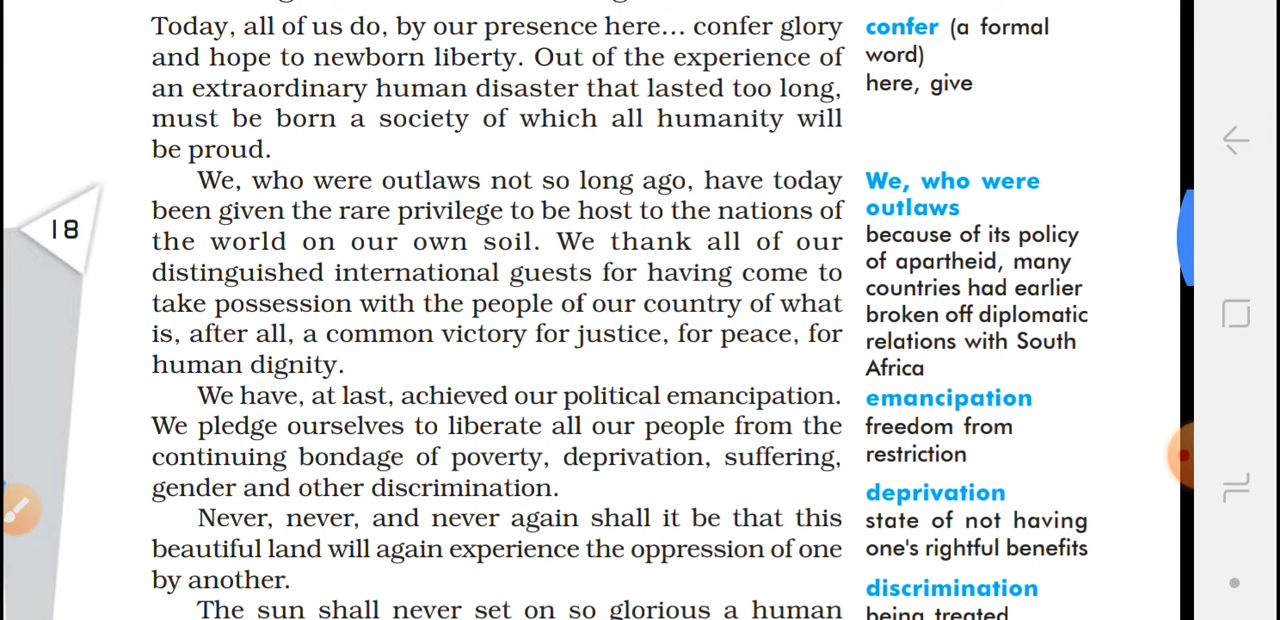 Today, all of us do, by our presence here... confer glory
and hope to newborn liberty. Out of the experience of
an extraordinary human disaster that lasted too long,
must be born a society of which all humanity will
be proud.
We, who were outlaws not so long ago, have today
been given the rare privilege to be host to the nations of
the world on our own soil. We thank all of our
distinguished international guests for having come to
take possession with the people of our country of what
is, after all, a common victory for justice, for peace, for
human dignity.
We have, at last, achieved our political emancipation.
We pledge ourselves to liberate all our people from the
continuing bondage of poverty, deprivation, suffering,
gender and other discrimination.
Never, never, and never again shall it be that this
beautiful land will again experience the oppression of one
by another.
The sun shall never set on so glorious a human
confer (a formal
word)
here, give
We, who were
outlaws
because of its policy
of apartheid, many
countries had earlier
broken off diplomatic
relations with South
Africa
emancipation
freedom from
restriction
deprivation
state of not having
one's rightful benefits
discrimination
being treated
18